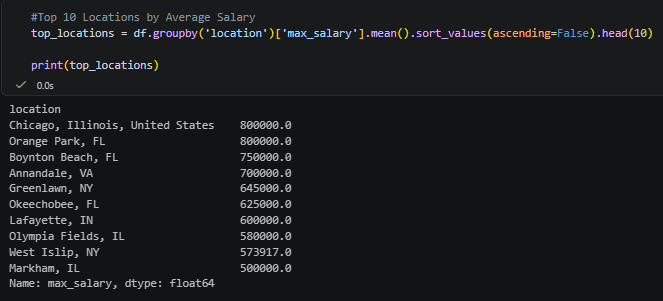 #Top 10 Locations by Average Salary
top_locations = df.groupby('location')['max_salary'].mean().sort_values(ascending=False).head(10)
print(top_locations)
0.0s
location
Chicago, Illinois, United States    800000.0
Orange Park, FL                     800000.0
Boynton Beach, FL                   750000.0
Annandale, VA                       700000.0
Greenlawn, NY                       645000.0
Okeechobee, FL                      625000.0
Lafayette, IN                       600000.0
Olympia Fields, IL                  580000.0
West Islip, NY                      573917.0
Markham, IL                         500000.0
Name: max_salary, dtype: float64